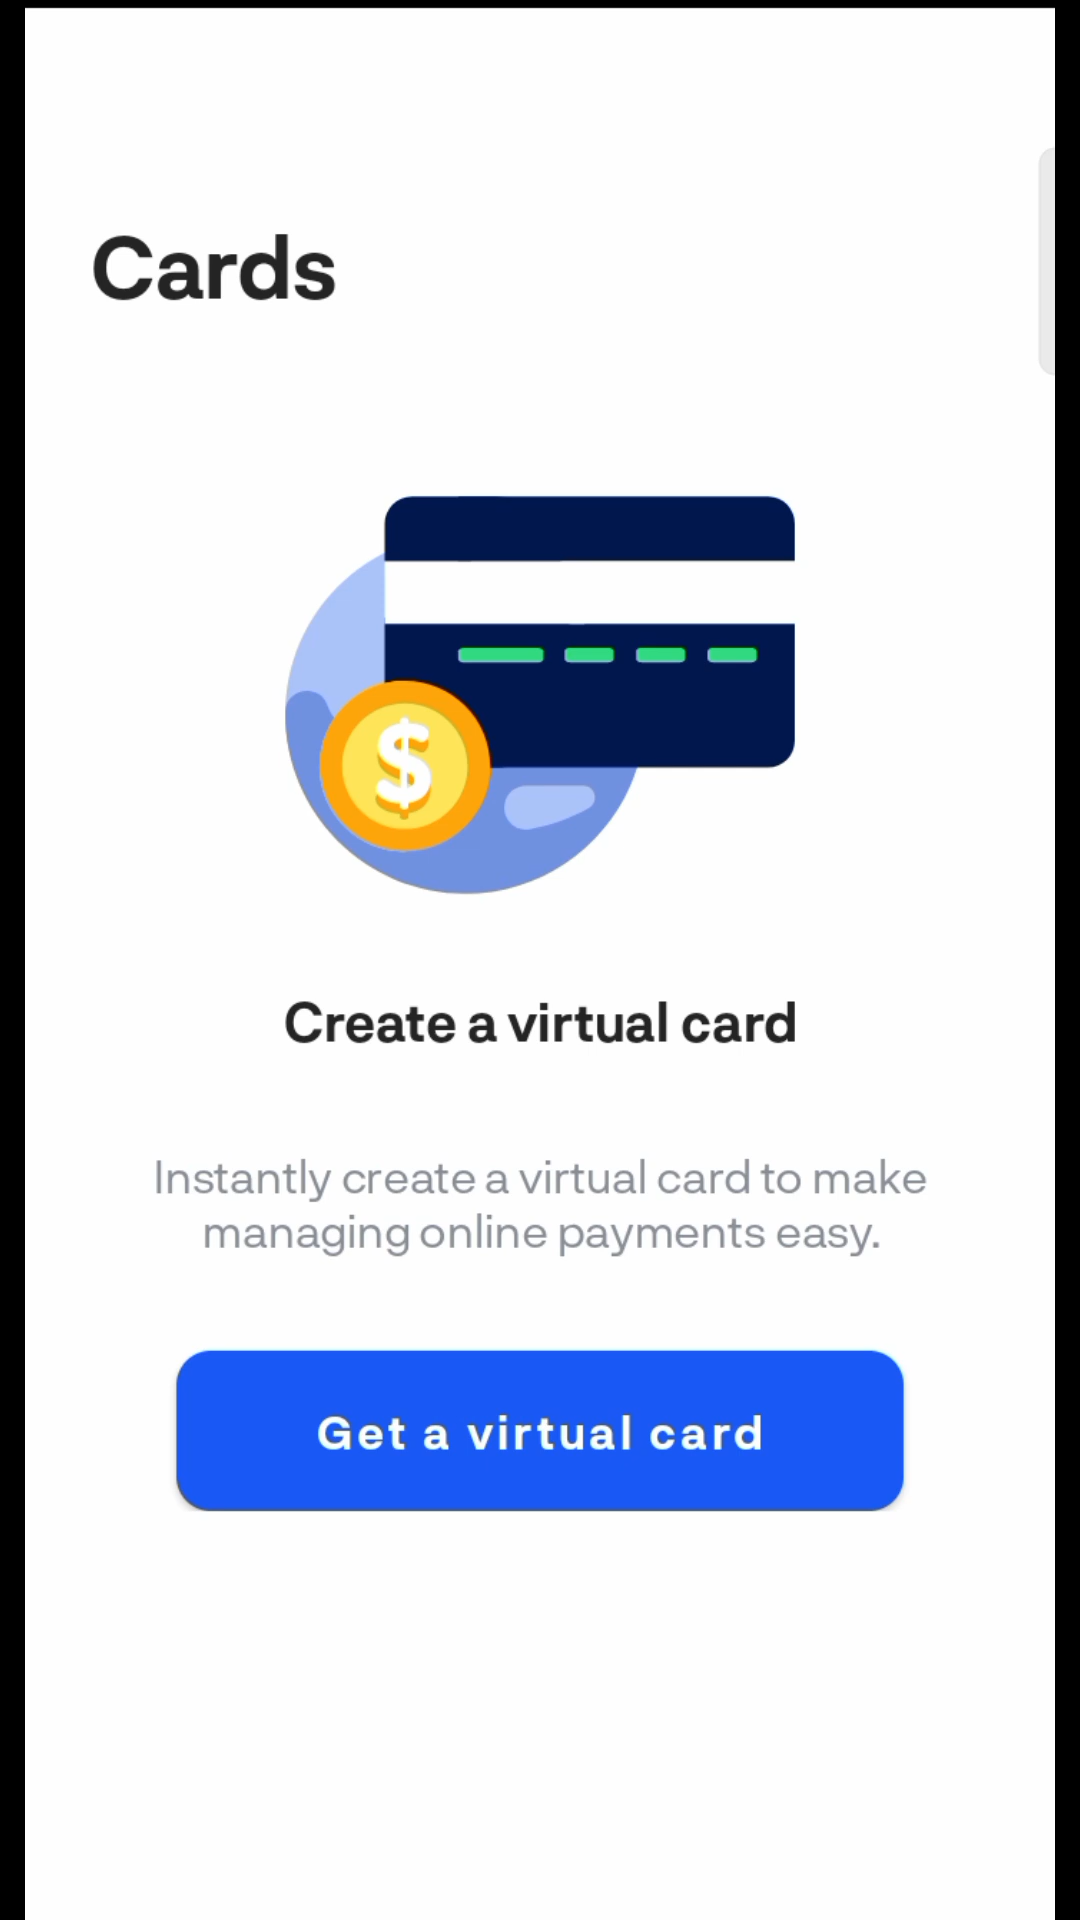 Cards
$
Create a virtual card
Instantly create a virtual card to make
managing online payments easy.
Get a virtual card